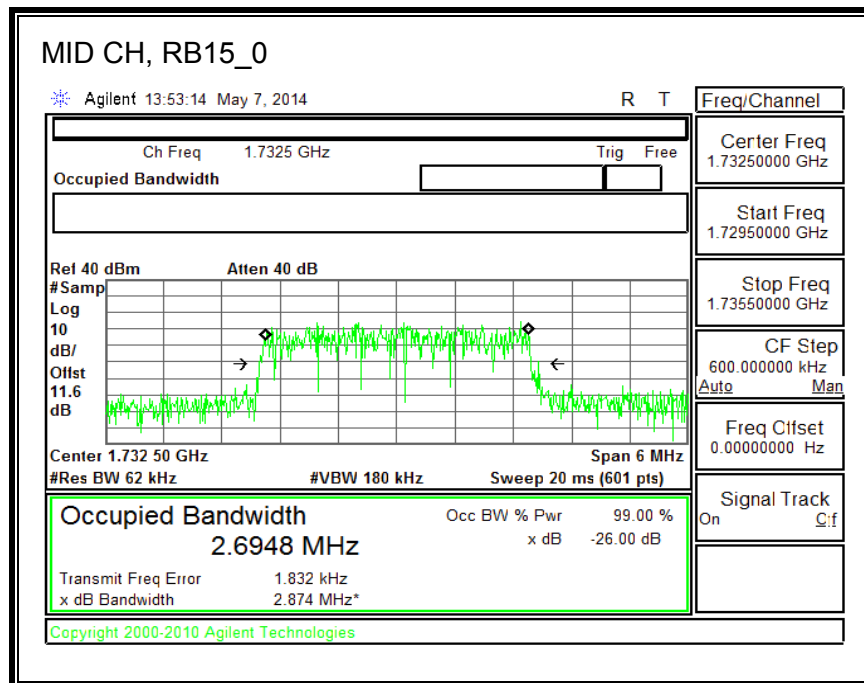 MID CH, RB15_0
Agilent 13:53:14 May 7, 2014 R T
Freq/Channel
Ch Freq 1.7325 GHz Trig Free
Occupied Bandwidth
Center Freq
1.73250000 GHz
Start Freq
1.72950000 GHz
Stop Freq
1.73550000 GHz
CF Step
600.000000 kHz
Auto Man
Freq Offset
0.00000000 Hz
Signal Track
On Off
Ref 40 dBm Atten 40 dB
#Samp
Log
10
dB/
Offst
11.6
dB
Center 1.732 50 GHz Span 6 MHz
#Res BW 62 kHz #VBW 180 kHz Sweep 20 ms (601 pts)
Occupied Bandwidth
2.6948 MHz
Occ BW % Pwr 99.00 %
x dB -26.00 dB
Transmit Freq Error 1.832 kHz
x dB Bandwidth 2.874 MHz*
Copyright 2000-2010 Agilent Technologies